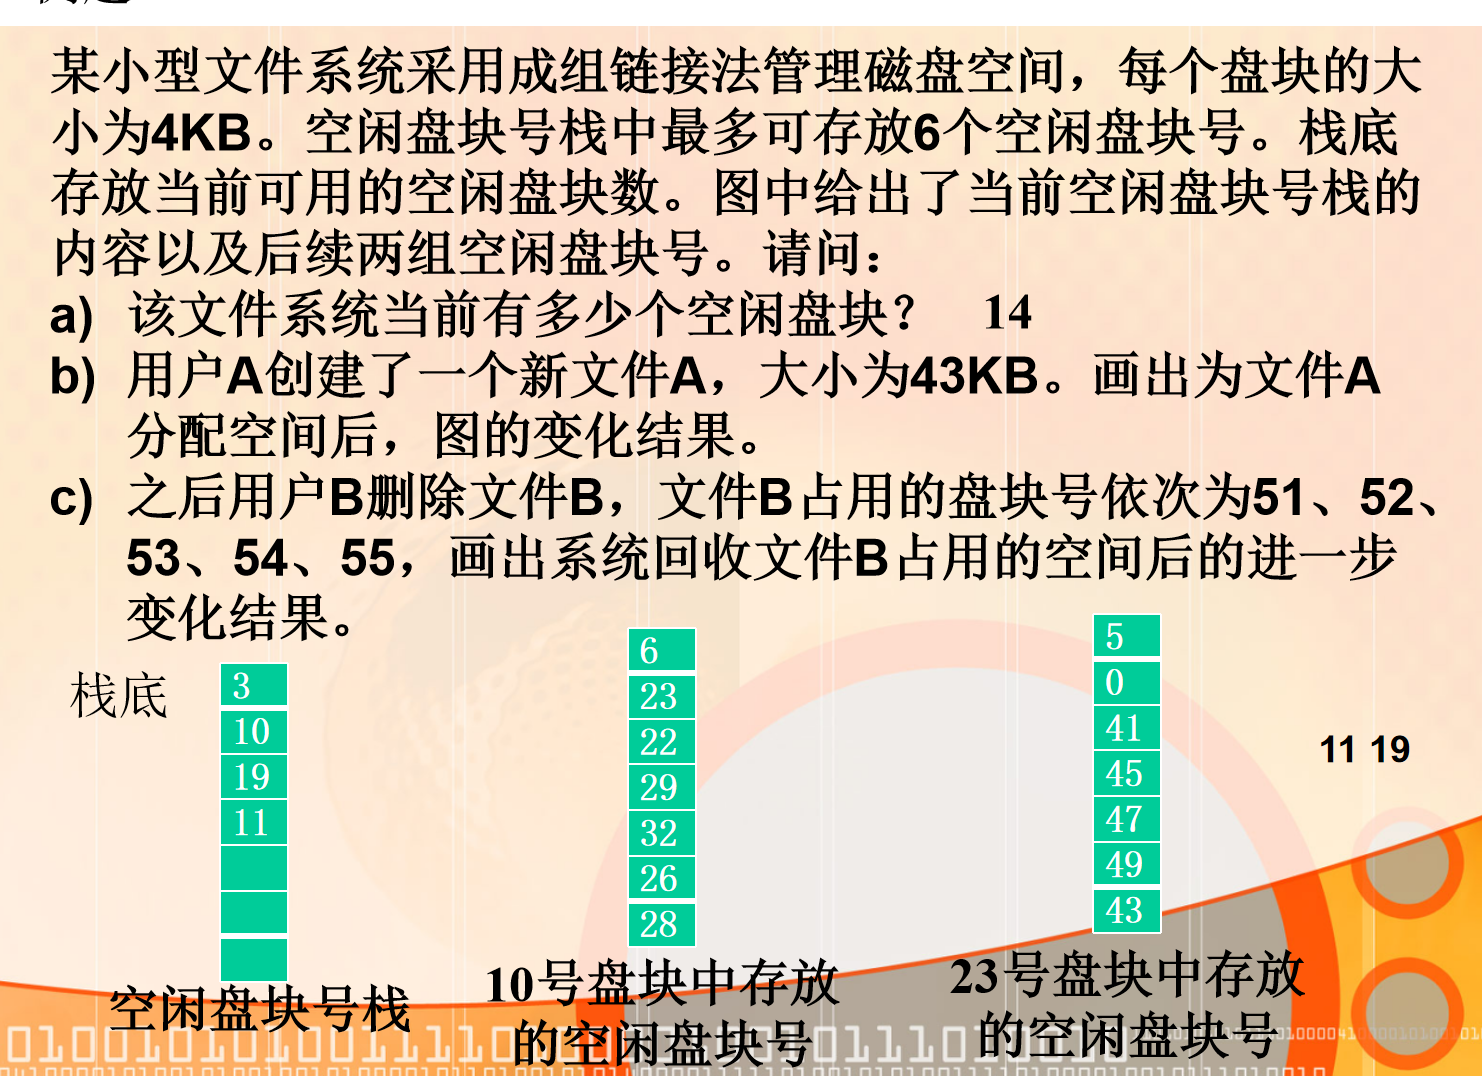 某小型文件系统采用成组链接法管理磁盘空间，每个盘块的大
小为4KB。空闲盘块号栈中最多可存放6个空闲盘块号。栈底
存放当前可用的空闲盘块数。图中给出了当前空闲盘块号栈的
内容以及后续两组空闲盘块号。请问：
a) 该文件系统当前有多少个空闲盘块？ 14
b) 用户A创建了一个新文件A，大小为43KB。画出为文件A
分配空间后，图的变化结果。
c) 之后用户B删除文件B，文件B占用的盘块号依次为51、52、
53、54、55，画出系统回收文件B占用的空间后的进一步
变化结果。
栈底
3
10
19
11
空闲盘块号栈
6
23
22
29
32
26
28
10号盘块中存放
的空闲盘块号
5
0
41
45
47
49
43
23号盘块中存放
的空闲盘块号
11 19